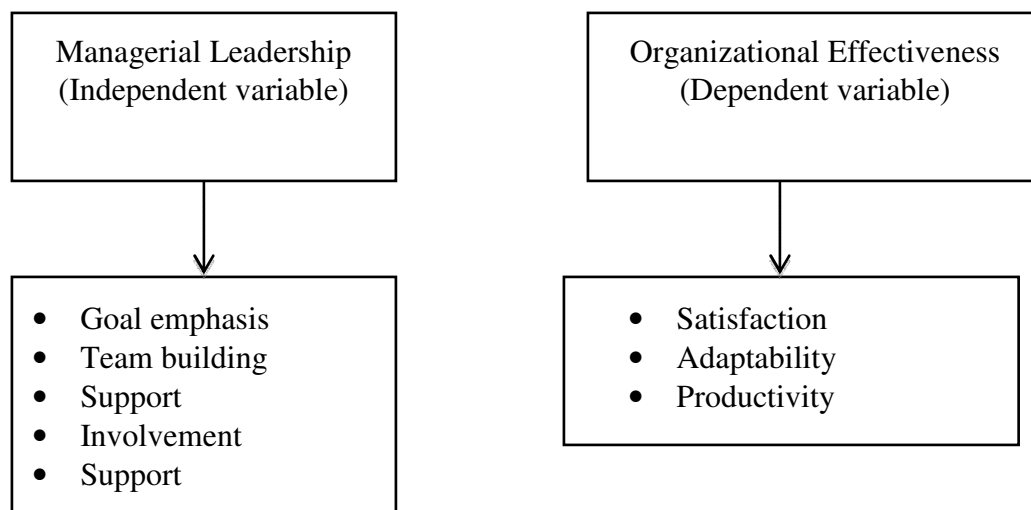 Managerial Leadership
(Independent variable)
Organizational Effectiveness
(Dependent variable)
• Goal emphasis
• Team building
• Support
• Involvement
• Support
• Satisfaction
• Adaptability
• Productivity